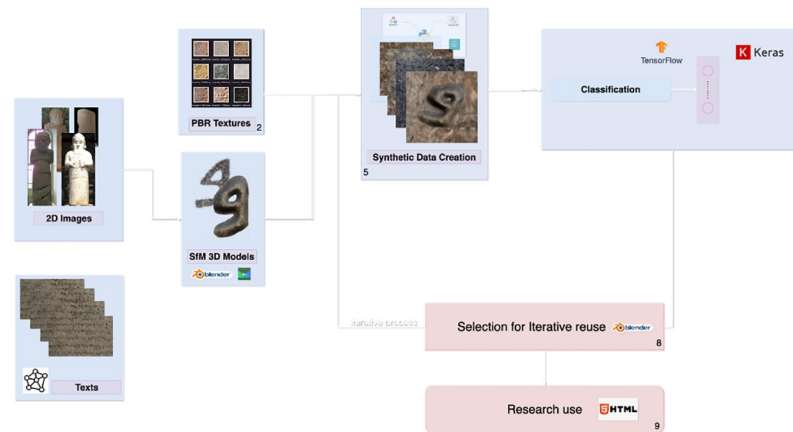 PBR Textures
2
2D Images
SfM 3D Models
blender
Texts
Synthetic Data Creation
5
TensorFlow
Keras
Classification
iterative process
Selection for Iterative reuse
blender
8
Research use
HTML
9